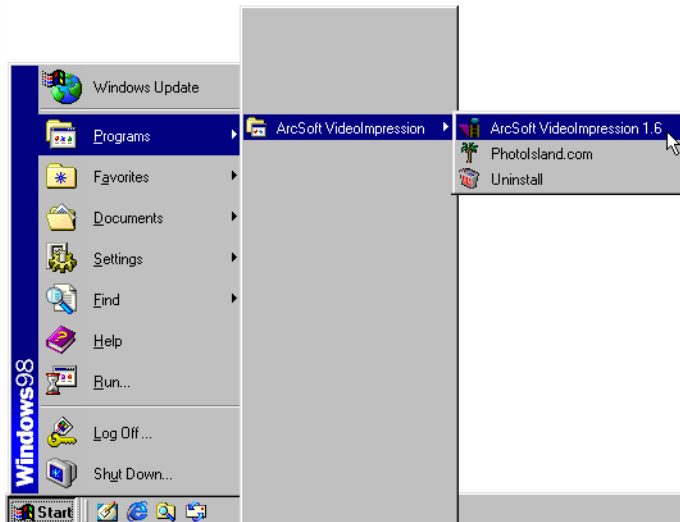 Windows Update
Programs
Favorites
Documents
Settings
Find
Help
Run...
Log Off...
Shut Down...
Windows98
Start
ArcSoft VideoImpression
ArcSoft VideoImpression 1.6
PhotoIsland.com
Uninstall